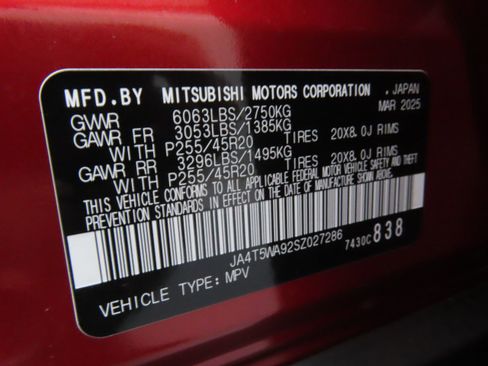 MFD.BY MITSUBISHI MOTORS CORPORATION . JAPAN
GVWR 6063LBS/2750KG MAR 2025
GAWR FR 3053LBS/1385KG
WITH P255/45R20 TIRES 20X8.0J RIMS
GAWR RR 3296LBS/1495KG
WITH P255/45R20 TIRES 20X8.0J RIMS
THIS VEHICLE CONFORMS TO ALL APPLICABLE FEDERAL MOTOR VEHICLE SAFETY, BUMPER, AND THEFT
PREVENTION STANDARDS IN EFFECT ON THE DATE OF MANUFACTURE SHOWN ABOVE.
JA4T5WA92SZ027286
7430C 838
VEHICLE TYPE: MPV